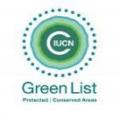 IUCN
Green List
Protected | Conserved Areas